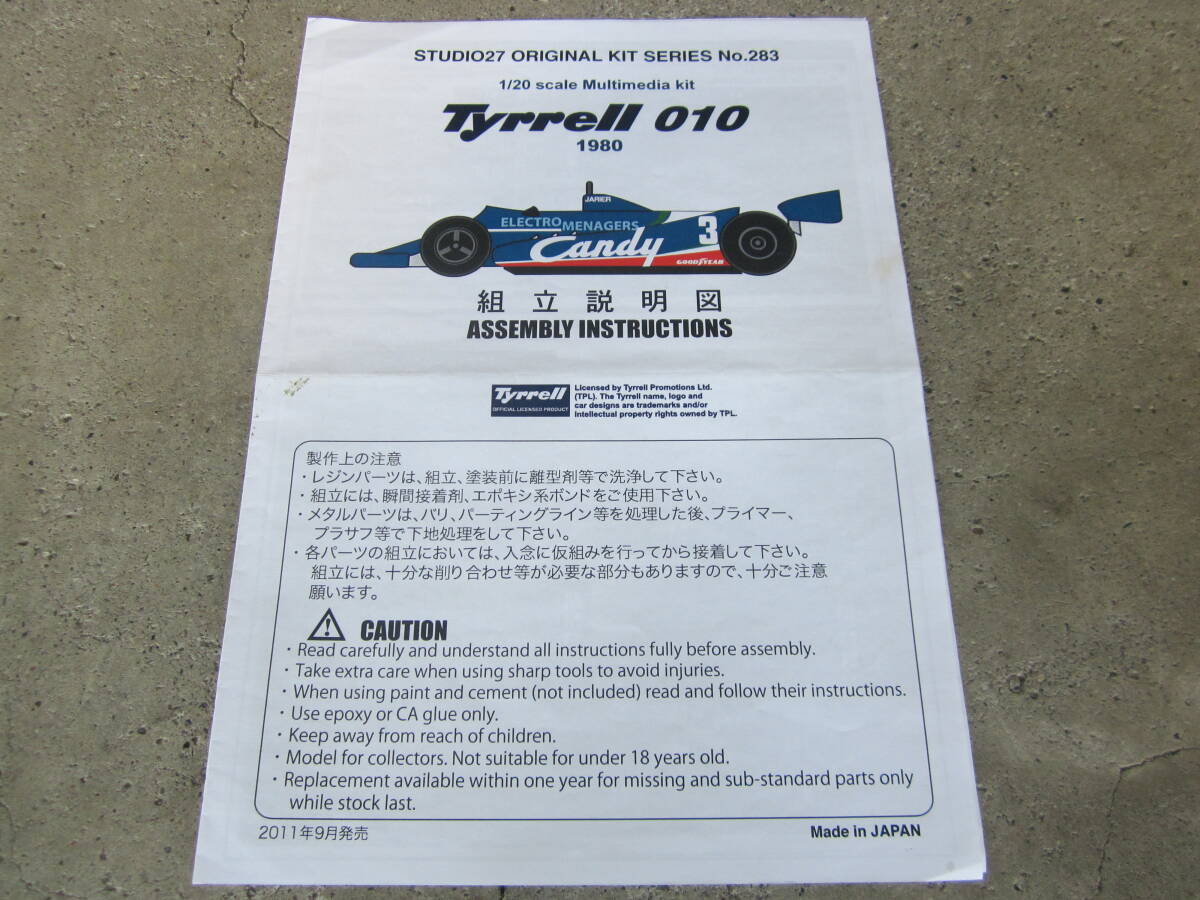 STUDIO27 ORIGINAL KIT SERIES No.283
1/20 scale Multimedia kit
Tyrrell 010
1980
JARIER
ELECTRO MENAGERS
Candy
3
GOODYEAR
組立説明図
ASSEMBLY INSTRUCTIONS
Tyrrell
OFFICIAL LICENSED PRODUCT
Licensed by Tyrrell Promotions Ltd.
(TPL). The Tyrrell name, logo and
car designs are trademarks and/or
intellectual property rights owned by TPL.
製作上の注意
・レジンパーツは、組立、塗装前に離型剤等で洗浄して下さい。
・組立には、瞬間接着剤、エポキシ系ボンドをご使用下さい。
・メタルパーツは、バリ、パーティングライン等を処理した後、プライマー、
プラサフ等で下地処理をして下さい。
・各パーツの組立においては、入念に仮組みを行ってから接着して下さい。
組立には、十分な削り合わせ等が必要な部分もありますので、十分ご注意
願います。
CAUTION
・Read carefully and understand all instructions fully before assembly.
・Take extra care when using sharp tools to avoid injuries.
・When using paint and cement (not included) read and follow their instructions.
・Use epoxy or CA glue only.
・Keep away from reach of children.
・Model for collectors. Not suitable for under 18 years old.
・Replacement available within one year for missing and sub-standard parts only
while stock last.
2011年9月発売
Made in JAPAN